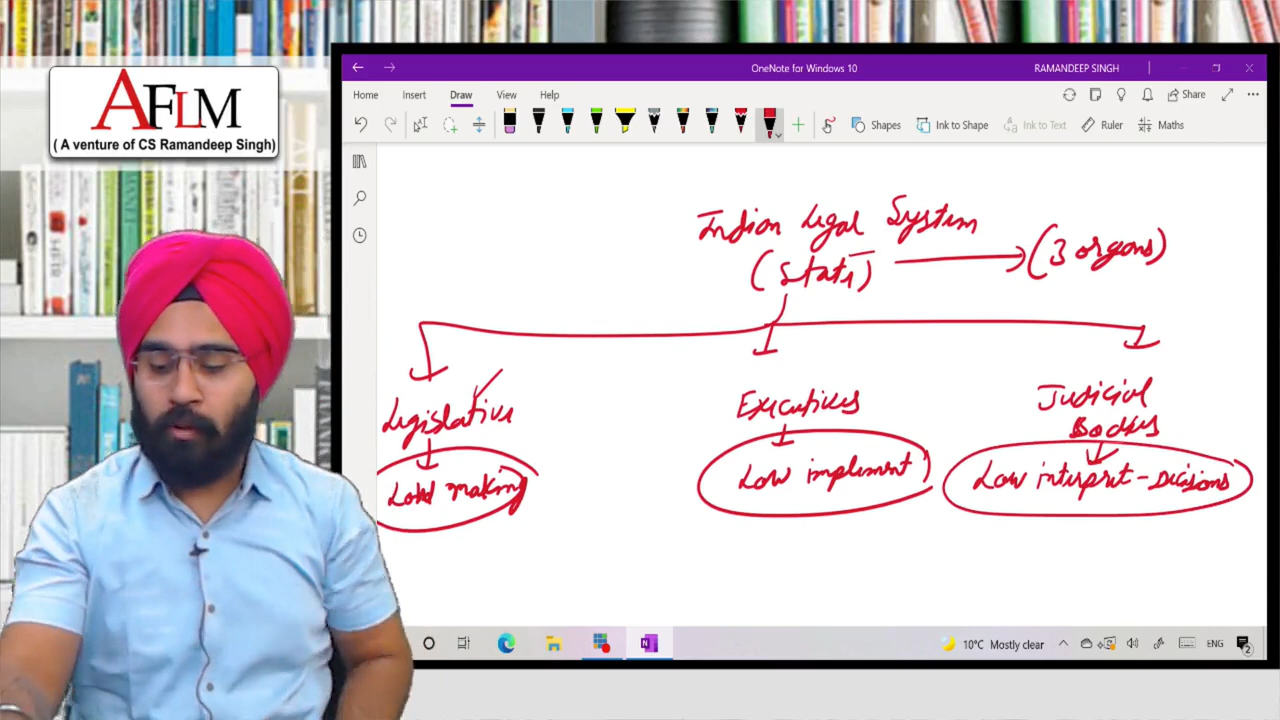 AFLM
( A venture of CS Ramandeep Singh)
OneNote for Windows 10
RAMANDEEP SINGH
Home Insert Draw View Help
Share
Shapes Ink to Shape Ink to Text Ruler Maths
Indian Legal System
(State) → (3 organs)
Legislative
Law making
Executives
Law implement
Judicial
Bodies
Law interpret - Decisions
10°C Mostly clear
ENG
2